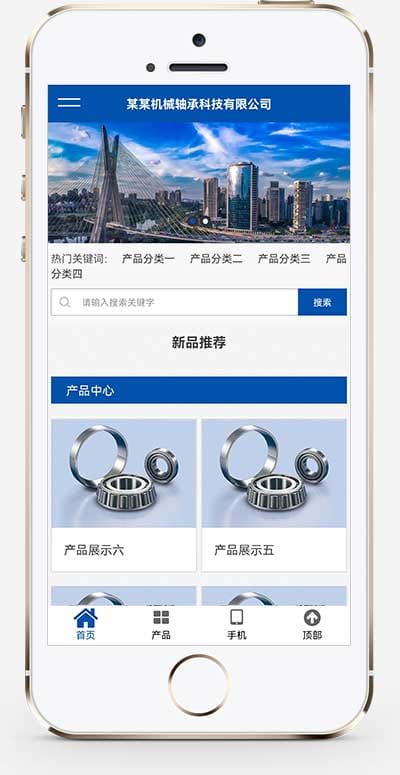 某某机械轴承科技有限公司
热门关键词： 产品分类一 产品分类二 产品分类三 产品
分类四
请输入搜索关键字 搜索
新品推荐
产品中心
产品展示六 产品展示五
首页 产品 手机 顶部